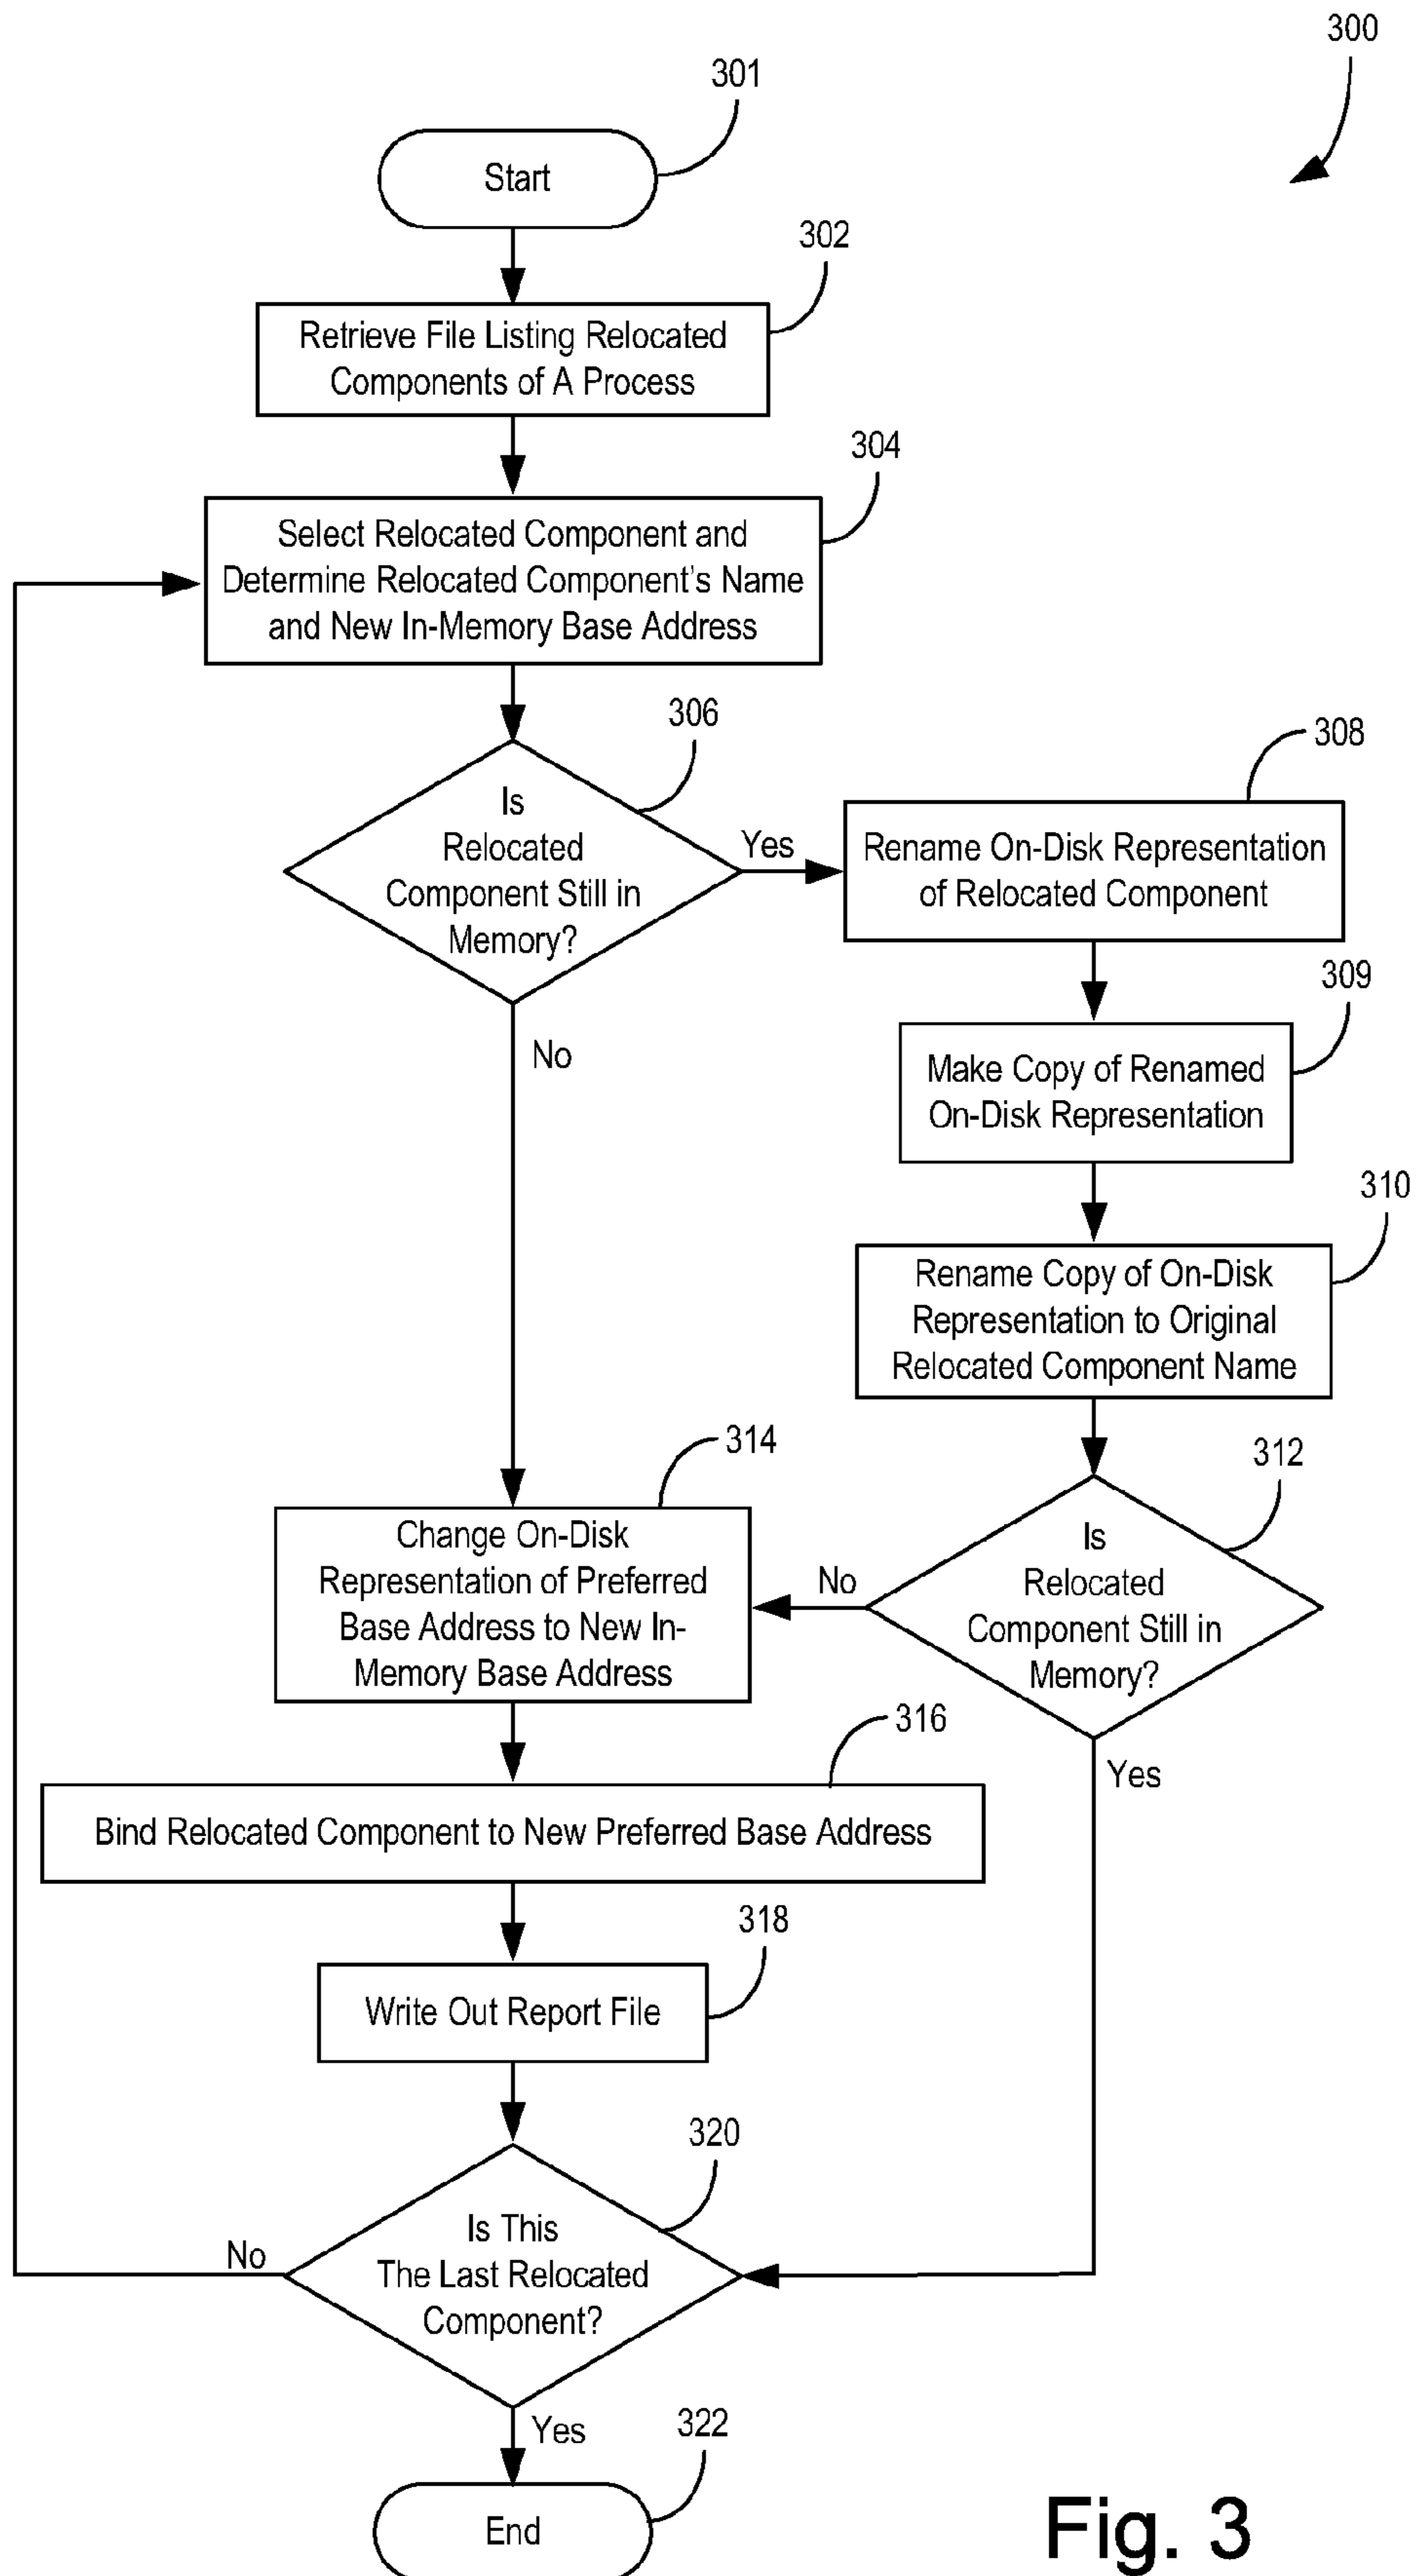 300
301
Start
302
Retrieve File Listing Relocated
Components of A Process
304
Select Relocated Component and
Determine Relocated Component's Name
and New In-Memory Base Address
306
Is
Relocated
Component Still in
Memory?
Yes
No
308
Rename On-Disk Representation
of Relocated Component
309
Make Copy of Renamed
On-Disk Representation
310
Rename Copy of On-Disk
Representation to Original
Relocated Component Name
312
Is
Relocated
Component Still in
Memory?
No
Yes
314
Change On-Disk
Representation of Preferred
Base Address to New In-
Memory Base Address
316
Bind Relocated Component to New Preferred Base Address
318
Write Out Report File
320
Is This
The Last Relocated
Component?
No
Yes
322
End
Fig. 3